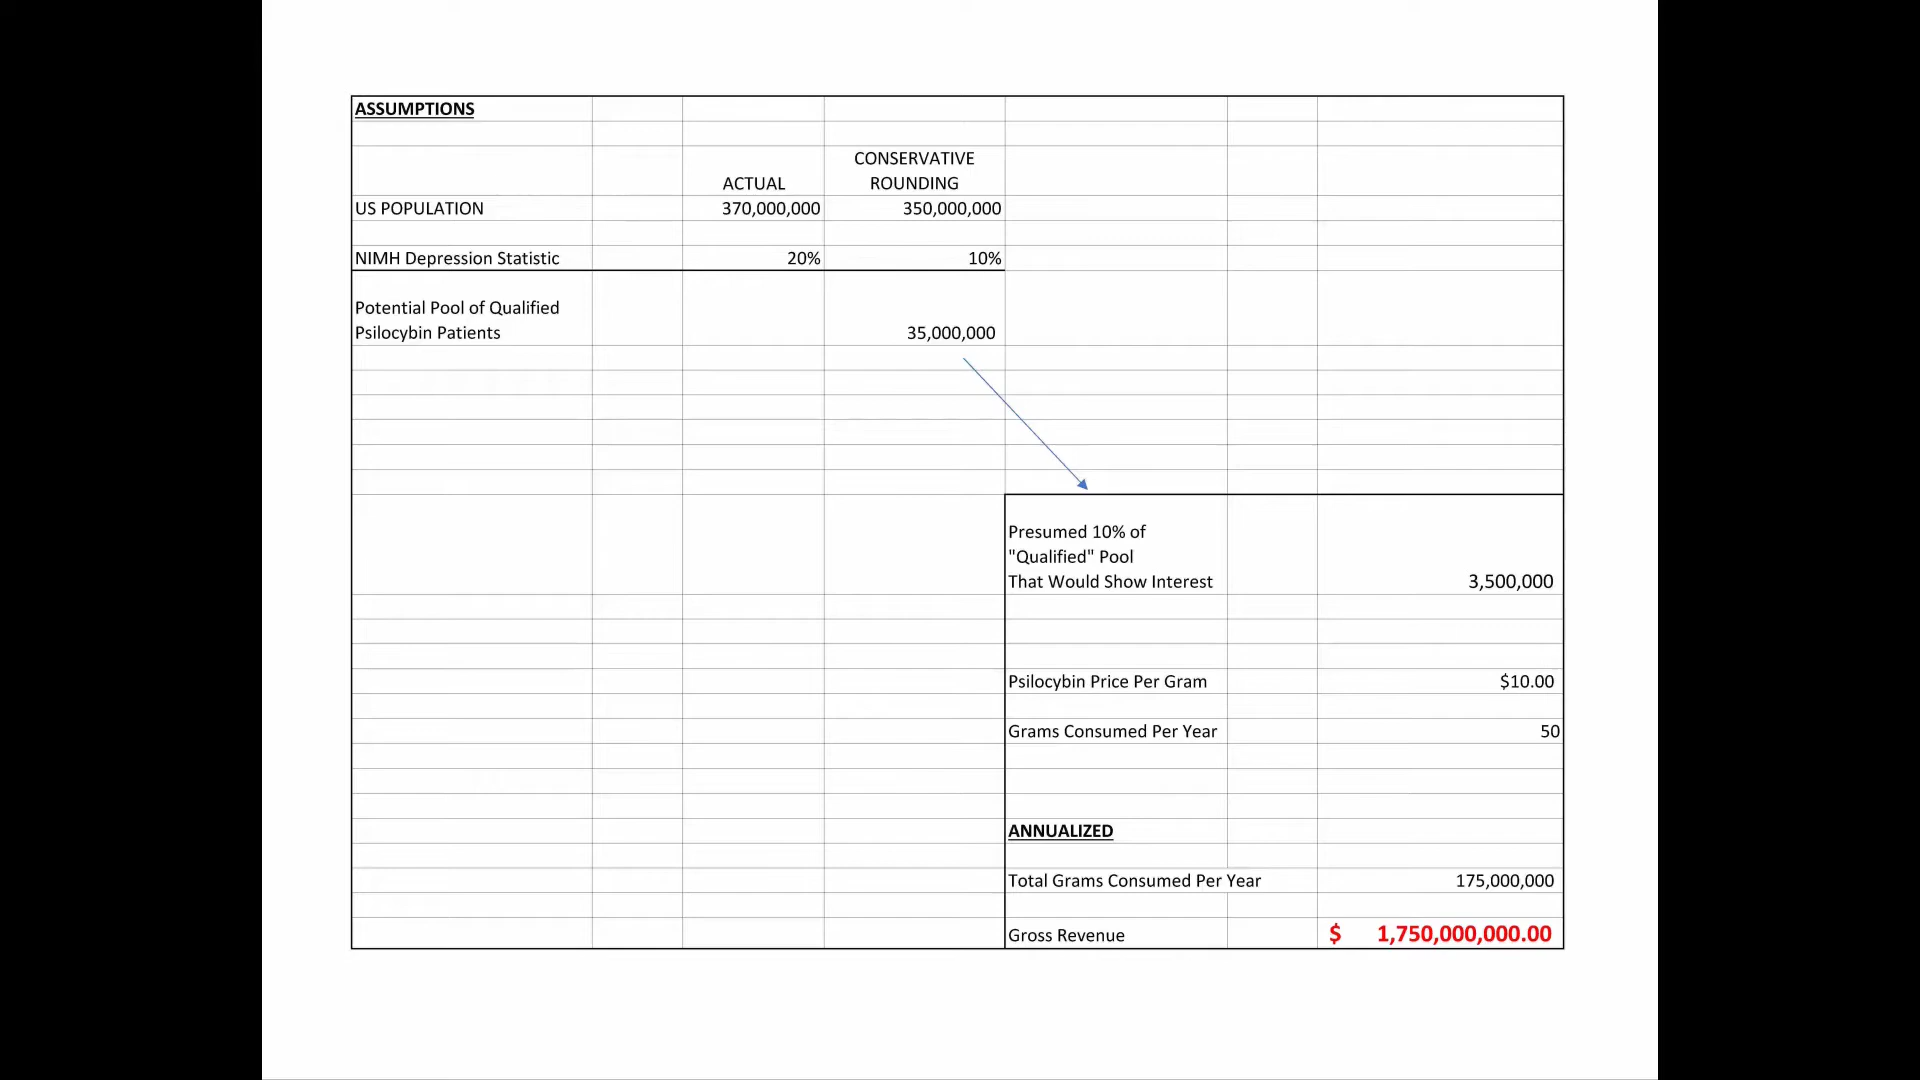 ASSUMPTIONS
CONSERVATIVE
ACTUAL ROUNDING
US POPULATION 370,000,000 350,000,000
NIMH Depression Statistic 20% 10%
Potential Pool of Qualified
Psilocybin Patients 35,000,000
Presumed 10% of
"Qualified" Pool
That Would Show Interest 3,500,000
Psilocybin Price Per Gram $10.00
Grams Consumed Per Year 50
ANNUALIZED
Total Grams Consumed Per Year 175,000,000
Gross Revenue $ 1,750,000,000.00